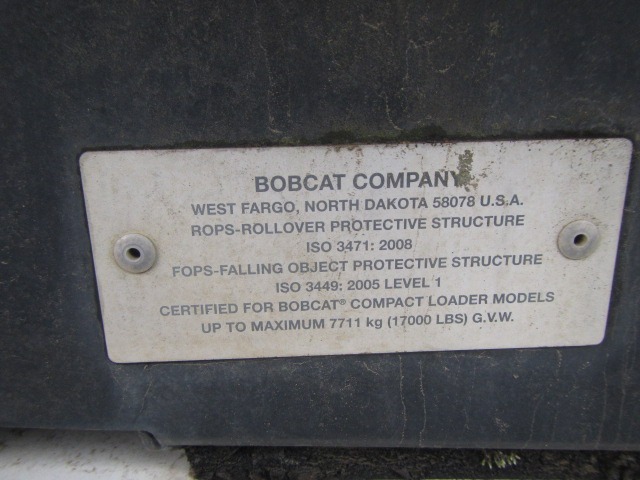 BOBCAT COMPANY
WEST FARGO, NORTH DAKOTA 58078 U.S.A.
ROPS-ROLLOVER PROTECTIVE STRUCTURE
ISO 3471: 2008
FOPS-FALLING OBJECT PROTECTIVE STRUCTURE
ISO 3449: 2005 LEVEL 1
CERTIFIED FOR BOBCAT® COMPACT LOADER MODELS
UP TO MAXIMUM 7711 kg (17000 LBS) G.V.W.